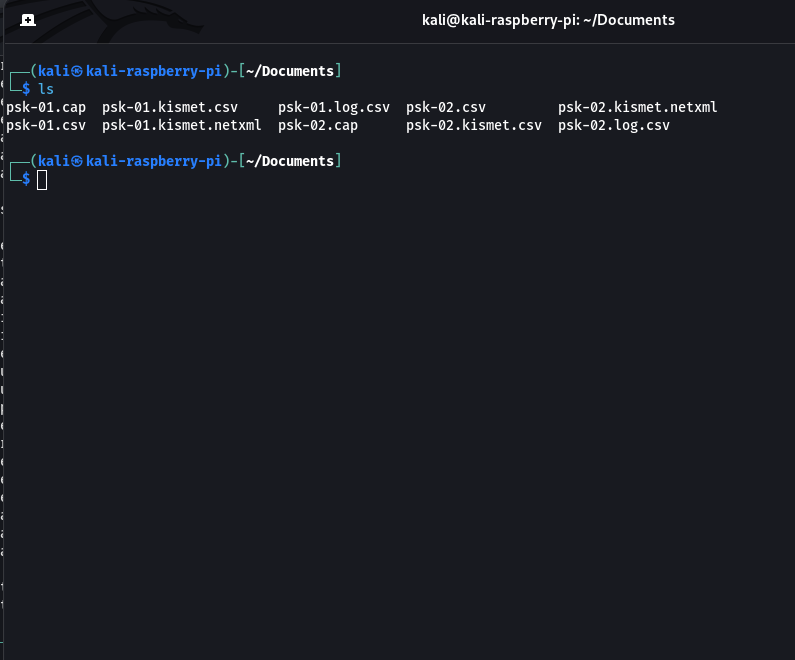 kali@kali-raspberry-pi: ~/Documents
┌──(kali㉿kali-raspberry-pi)-[~/Documents]
└─$ ls
psk-01.cap  psk-01.kismet.csv     psk-01.log.csv  psk-02.csv         psk-02.kismet.netxml
psk-01.csv  psk-01.kismet.netxml  psk-02.cap      psk-02.kismet.csv  psk-02.log.csv
┌──(kali㉿kali-raspberry-pi)-[~/Documents]
└─$